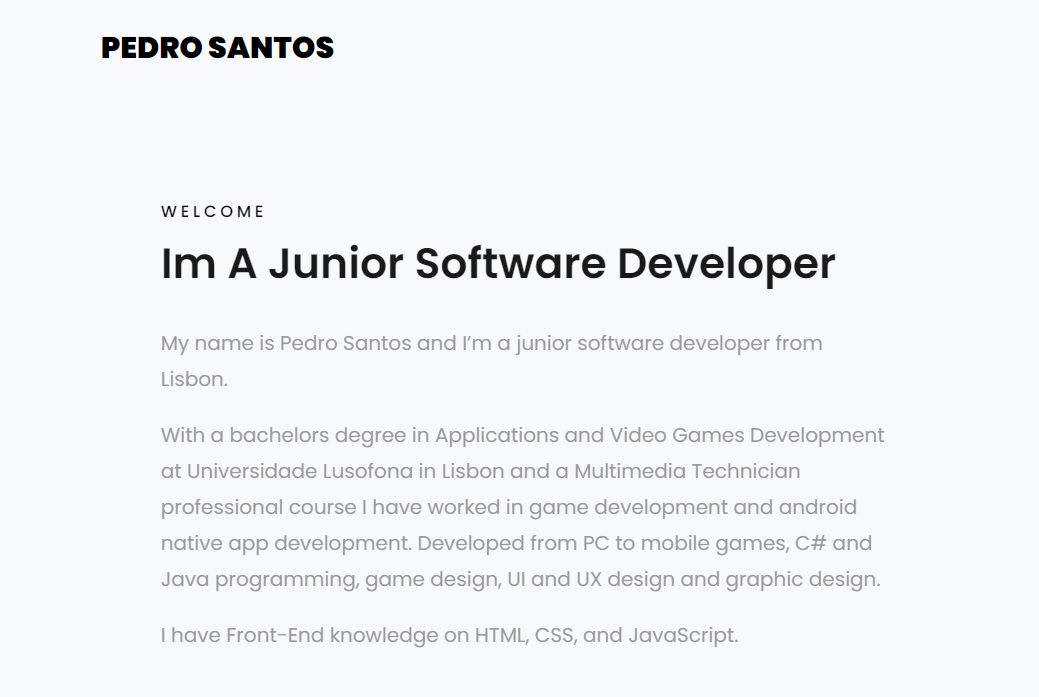 PEDRO SANTOS
WELCOME
Im A Junior Software Developer
My name is Pedro Santos and I’m a junior software developer from
Lisbon.
With a bachelors degree in Applications and Video Games Development
at Universidade Lusofona in Lisbon and a Multimedia Technician
professional course I have worked in game development and android
native app development. Developed from PC to mobile games, C# and
Java programming, game design, UI and UX design and graphic design.
I have Front-End knowledge on HTML, CSS, and JavaScript.